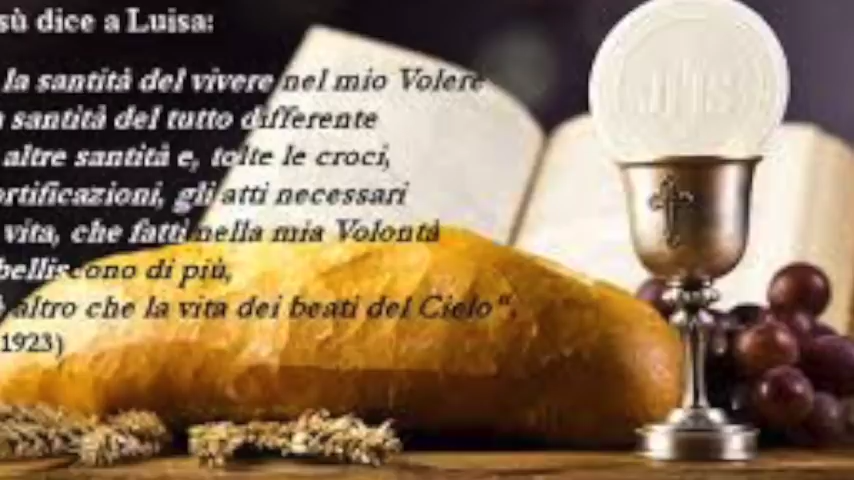 sù dice a Luisa:
la santità del vivere nel mio Volere
santità del tutto differente
altre santità e, tolte le croci,
ortificazioni, gli atti necessari
vita, che fatti nella mia Volontà
belliscono di più,
altro che la vita dei beati del Cielo".
1923)